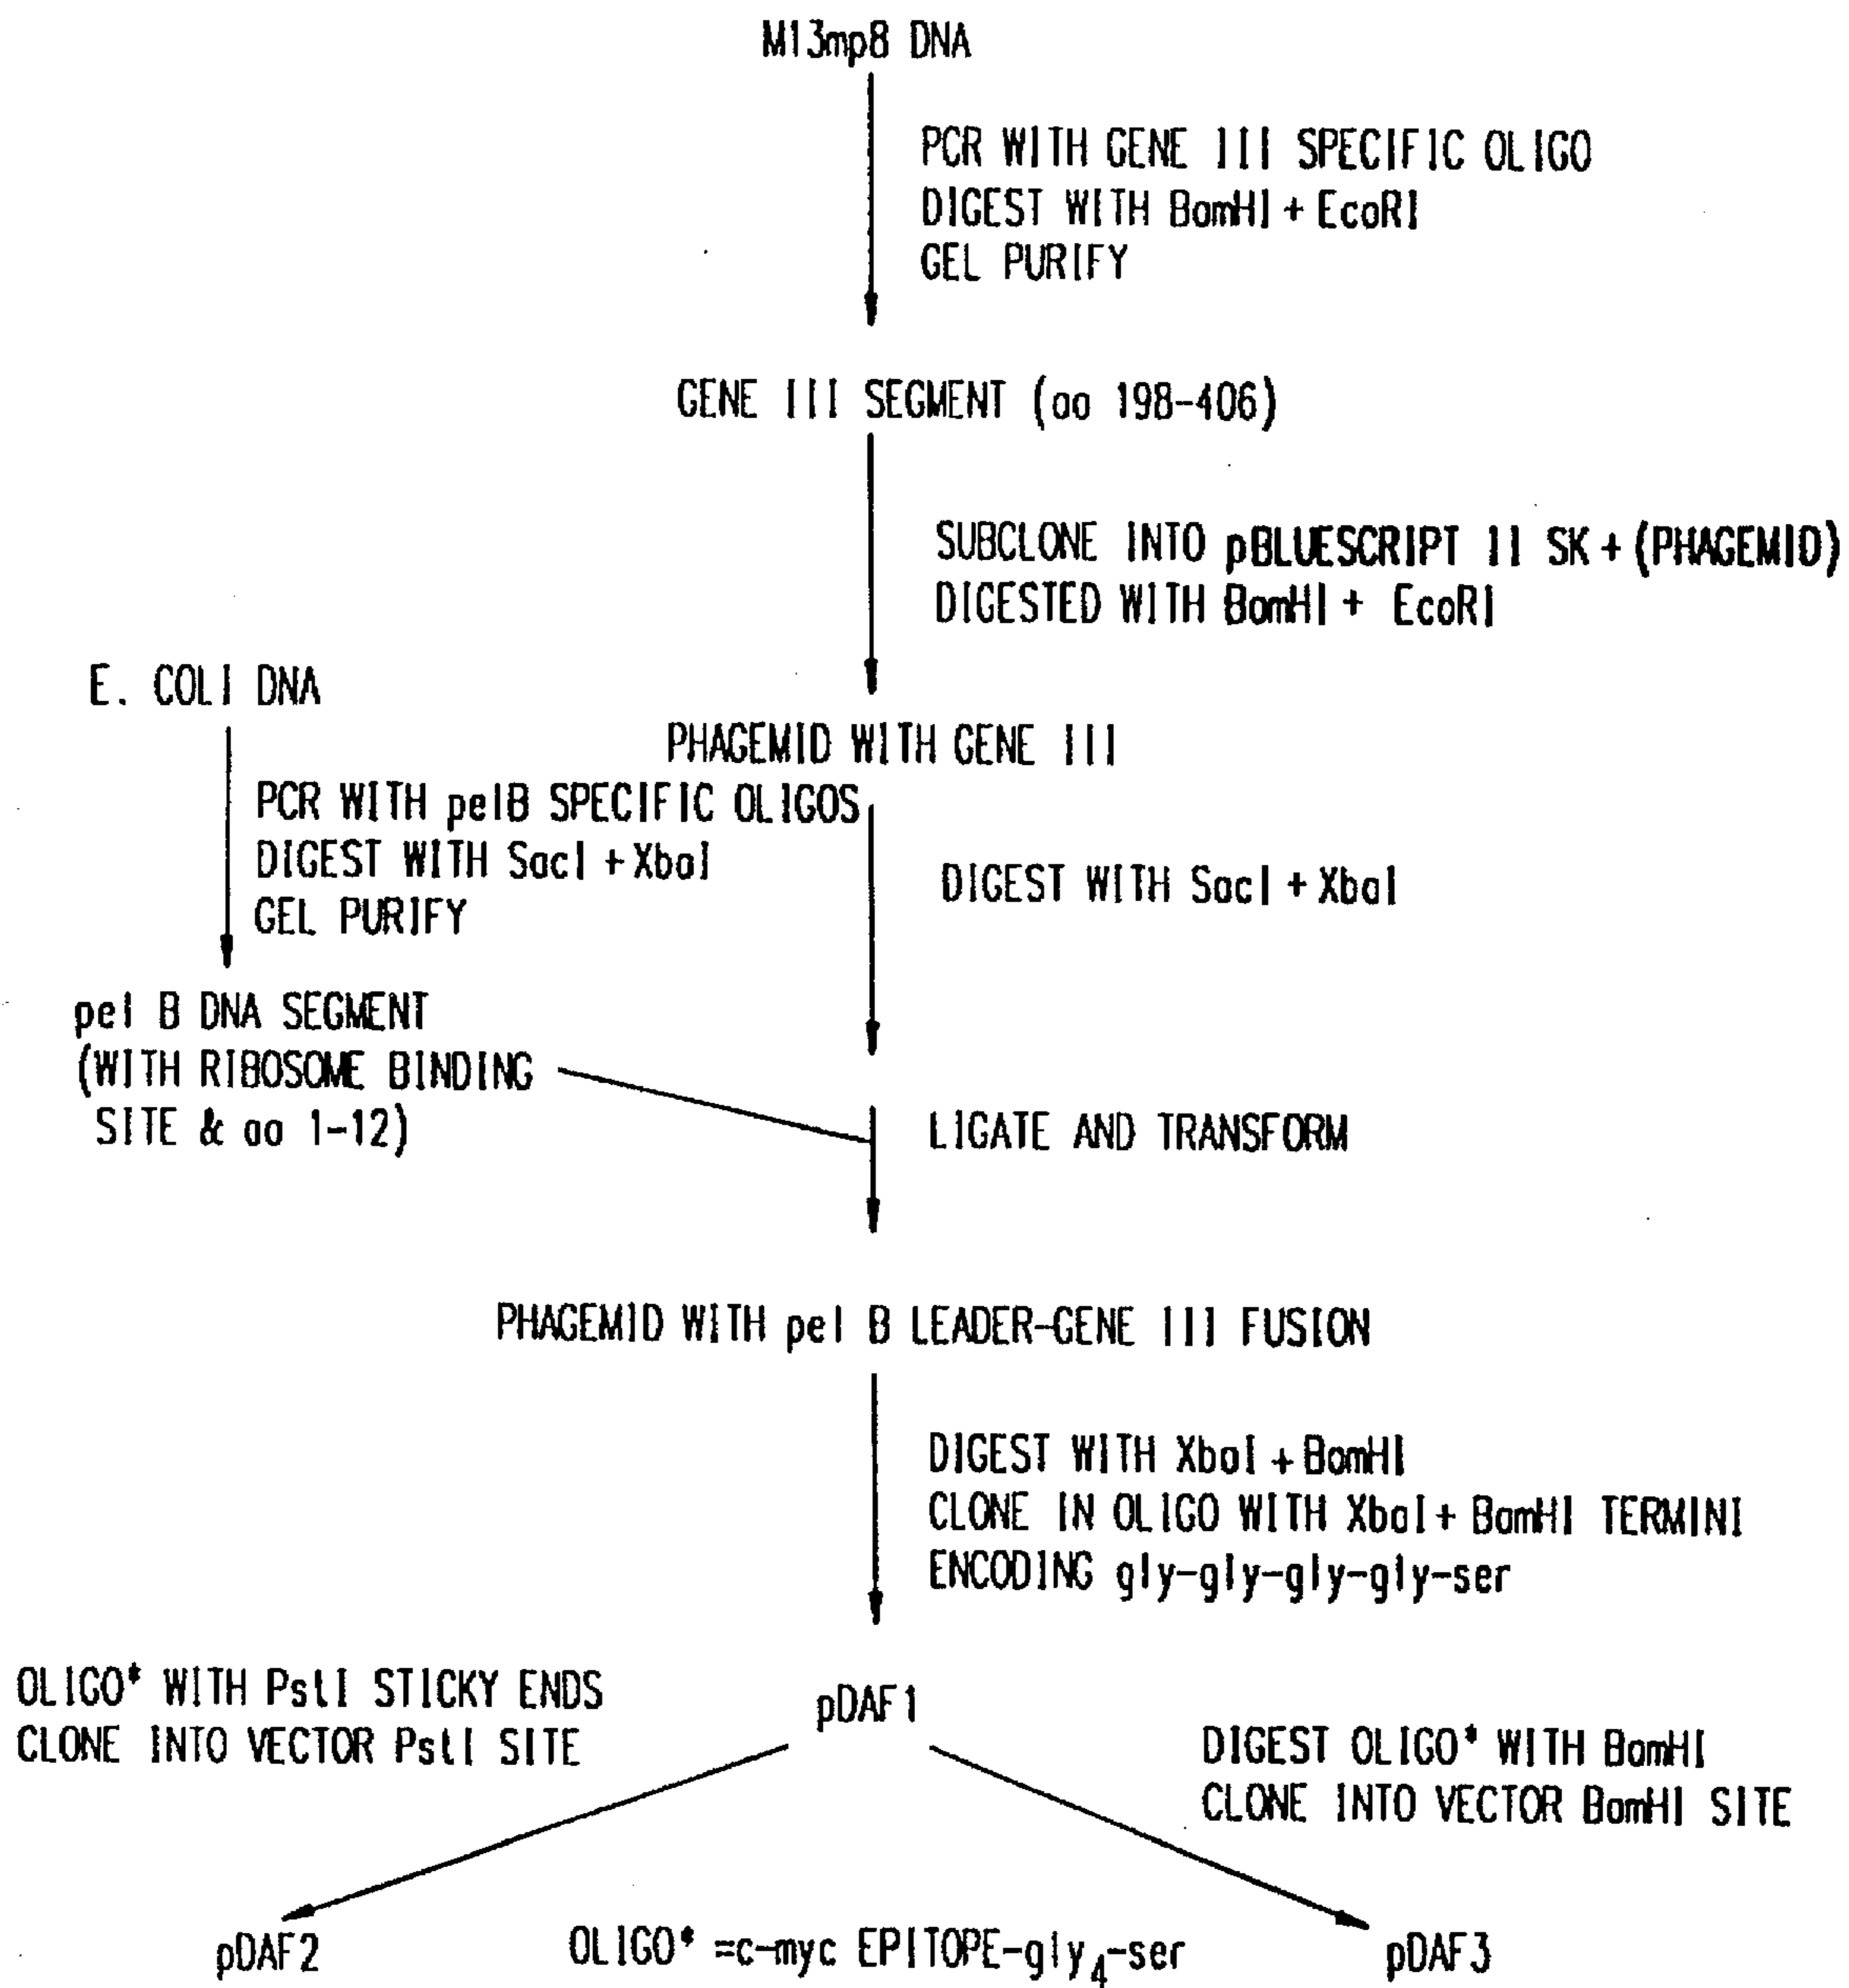 M13mp8 DNA
PCR WITH GENE III SPECIFIC OLIGO
DIGEST WITH BamHI + EcoRI
GEL PURIFY
GENE III SEGMENT (aa 198-406)
SUBCLONE INTO pBLUESCRIPT II SK + (PHAGEMID)
DIGESTED WITH BamHI + EcoRI
E. COLI DNA
PHAGEMID WITH GENE III
PCR WITH pelB SPECIFIC OLIGOS
DIGEST WITH SacI + XbaI
GEL PURIFY
DIGEST WITH SacI + XbaI
pel B DNA SEGMENT
(WITH RIBOSOME BINDING
SITE & aa 1-12)
LIGATE AND TRANSFORM
PHAGEMID WITH pel B LEADER-GENE III FUSION
DIGEST WITH XbaI + BamHI
CLONE IN OLIGO WITH XbaI + BamHI TERMINI
ENCODING gly-gly-gly-gly-ser
OLIGO* WITH PstI STICKY ENDS
CLONE INTO VECTOR PstI SITE
pDAF1
DIGEST OLIGO* WITH BamHI
CLONE INTO VECTOR BamHI SITE
pDAF2
OLIGO* =c-myc EPITOPE-gly4-ser
pDAF3